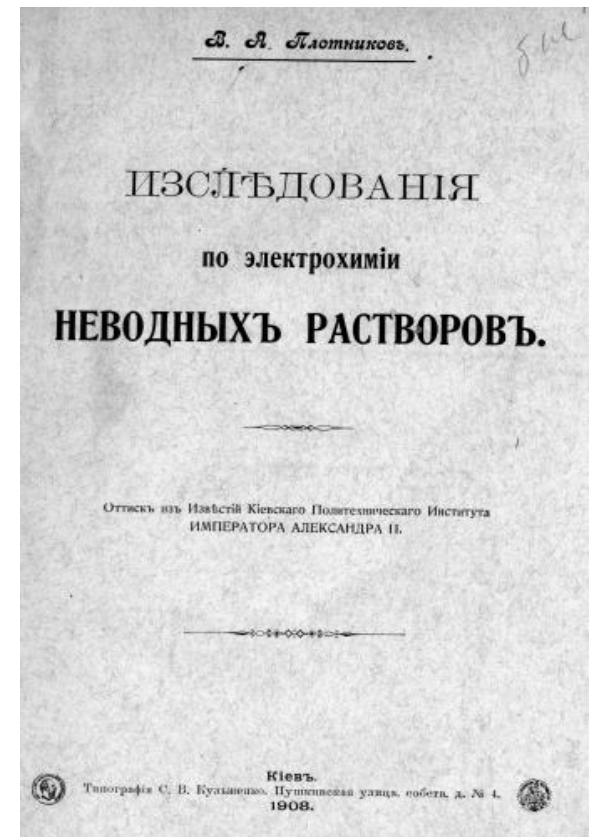 В. А. Плотниковъ.
ИЗСЛѢДОВАНІЯ
по электрохиміи
НЕВОДНЫХЪ РАСТВОРОВЪ.
Оттискъ изъ Извѣстій Кіевскаго Политехническаго Института
ИМПЕРАТОРА АЛЕКСАНДРА II.
Кіевъ.
Типографія С. В. Кульженко. Пушкинская улица, собств. д. № 4.
1908.